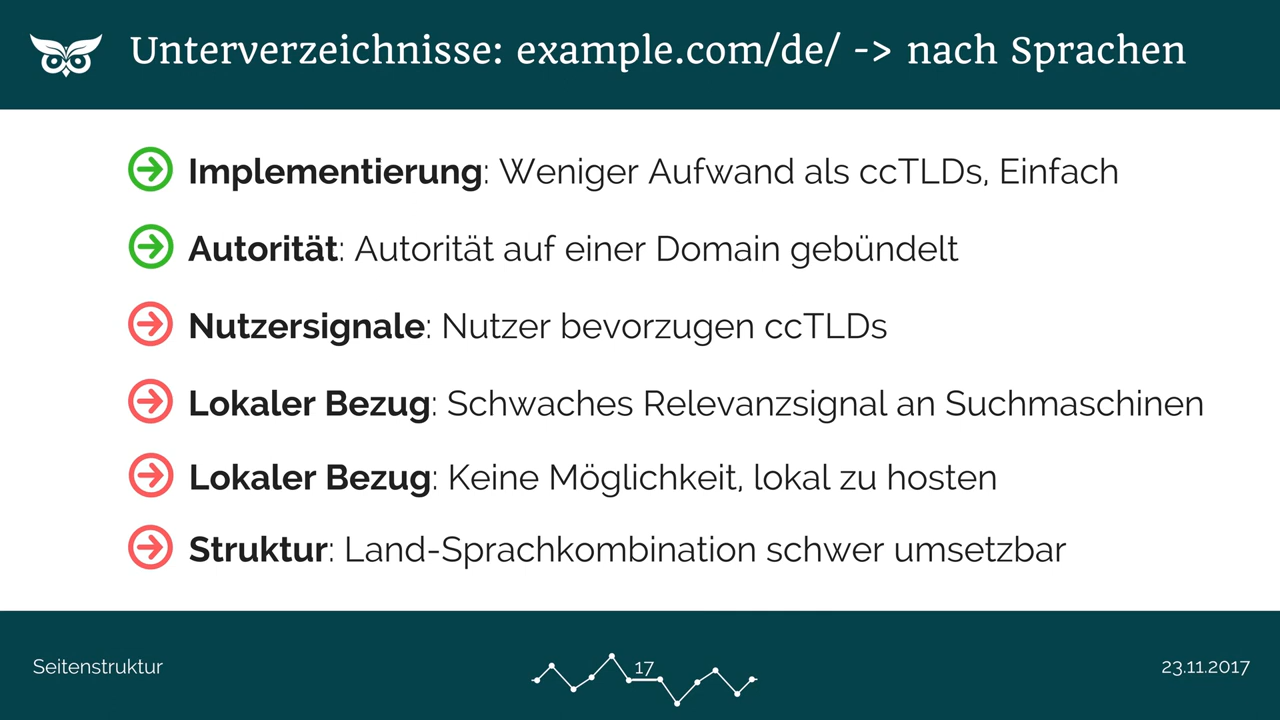 Unterverzeichnisse: example.com/de/ -> nach Sprachen
Implementierung: Weniger Aufwand als ccTLDs, Einfach
Autorität: Autorität auf einer Domain gebündelt
Nutzersignale: Nutzer bevorzugen ccTLDs
Lokaler Bezug: Schwaches Relevanzsignal an Suchmaschinen
Lokaler Bezug: Keine Möglichkeit, lokal zu hosten
Struktur: Land-Sprachkombination schwer umsetzbar
Seitenstruktur
17
23.11.2017